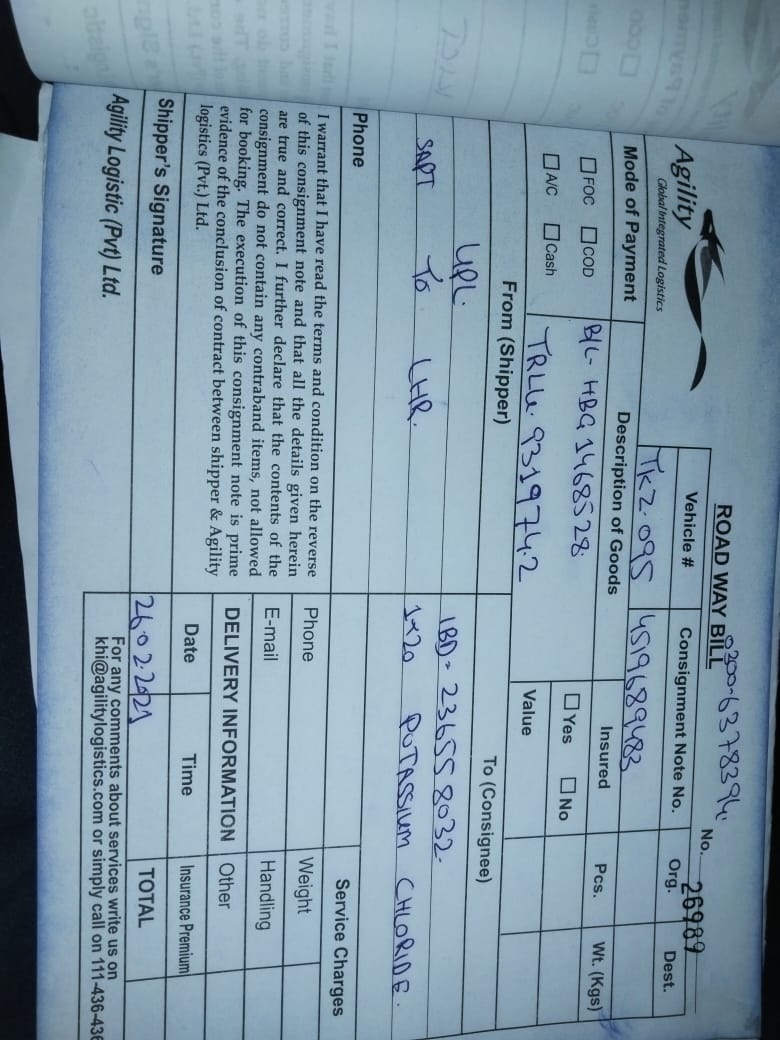 Agility
Global Integrated Logistics
ROAD WAY BILL
0300-6378394.
No. 26989
Vehicle #
Consignment Note No.
Org.
Dest.
TKZ-095
4519689483
Mode of Payment
Description of Goods
Insured
Pcs.
Wt. (Kgs)
FOC COD
B/L- HBG 1468528.
Yes No
A/C Cash
TRLU. 931974.2
Value
From (Shipper)
To (Consignee)
UPL.
IBD- 236558032.
SAPT TO LHR.
1x20 POTASSIUM CHLORIDE.
Phone
Service Charges
I warrant that I have read the terms and condition on the reverse
of this consignment note and that all the details given herein
are true and correct. I further declare that the contents of the
consignment do not contain any contraband items, not allowed
for booking. The execution of this consignment note is prime
evidence of the conclusion of contract between shipper & Agility
logistics (Pvt.) Ltd.
Phone
Weight
E-mail
Handling
DELIVERY INFORMATION
Other
Date
Time
Insurance Premium
Shipper's Signature
26.02.2021
TOTAL
Agility Logistic (Pvt) Ltd.
For any comments about services write us on
khi@agilitylogistics.com or simply call on 111-436-436